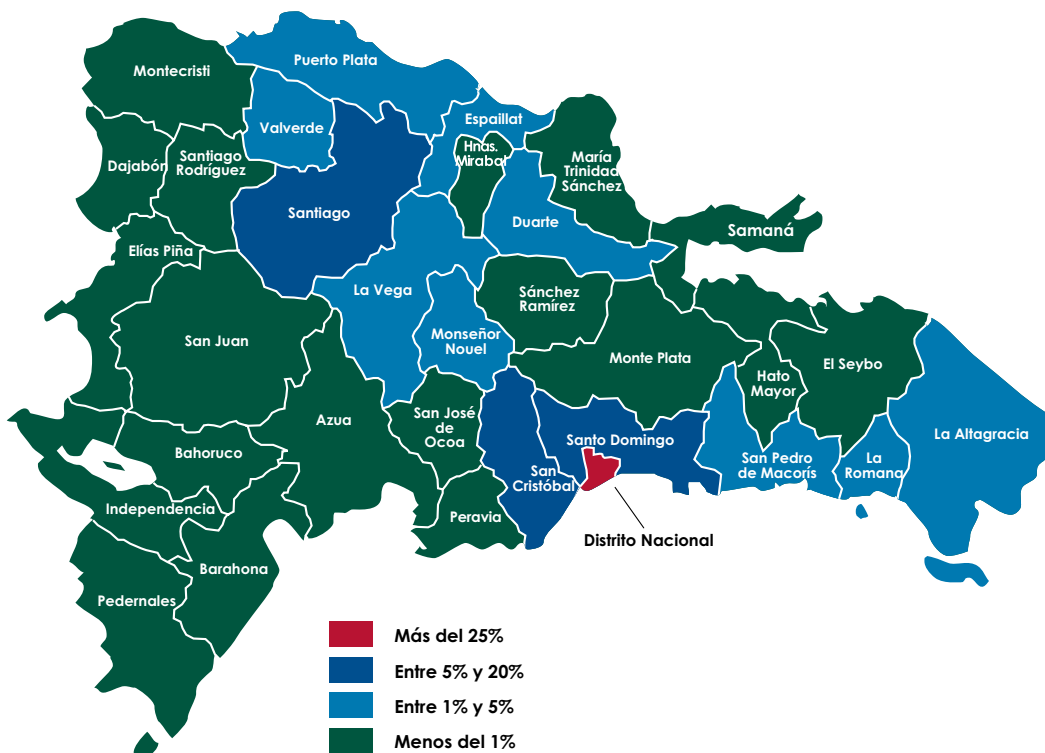 Puerto Plata
Montecristi
Espaillat
Valverde
Hnas.
Mirabal
María
Trinidad
Sánchez
Dajabón
Santiago
Rodríguez
Santiago
Duarte
Samaná
Elías Piña
La Vega
Sánchez
Ramírez
San Juan
Monseñor
Nouel
Monte Plata
El Seybo
Hato
Mayor
Azua
San José
de
Ocoa
Santo Domingo
La Altagracia
Bahoruco
San
Cristóbal
San Pedro
de Macorís
La
Romana
Independencia
Peravia
Distrito Nacional
Barahona
Pedernales
Más del 25%
Entre 5% y 20%
Entre 1% y 5%
Menos del 1%